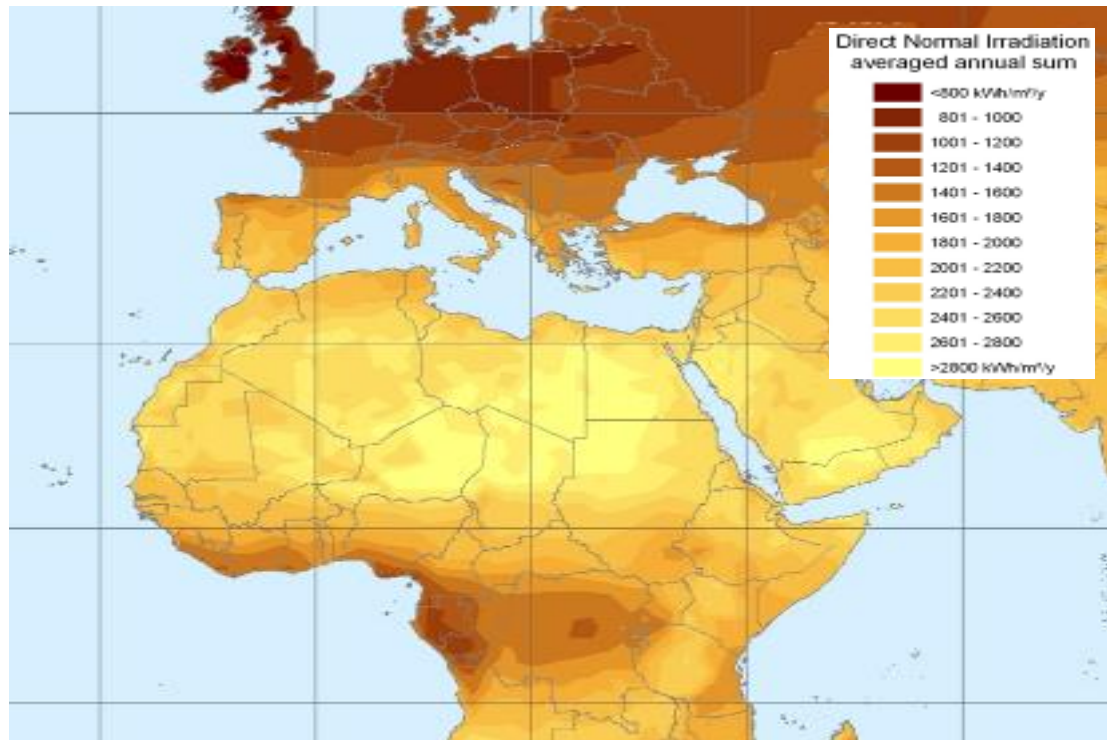 Direct Normal Irradiation
averaged annual sum
<800 kWh/m²/y
801 - 1000
1001 - 1200
1201 - 1400
1401 - 1600
1601 - 1800
1801 - 2000
2001 - 2200
2201 - 2400
2401 - 2600
2601 - 2800
>2800 kWh/m²/y